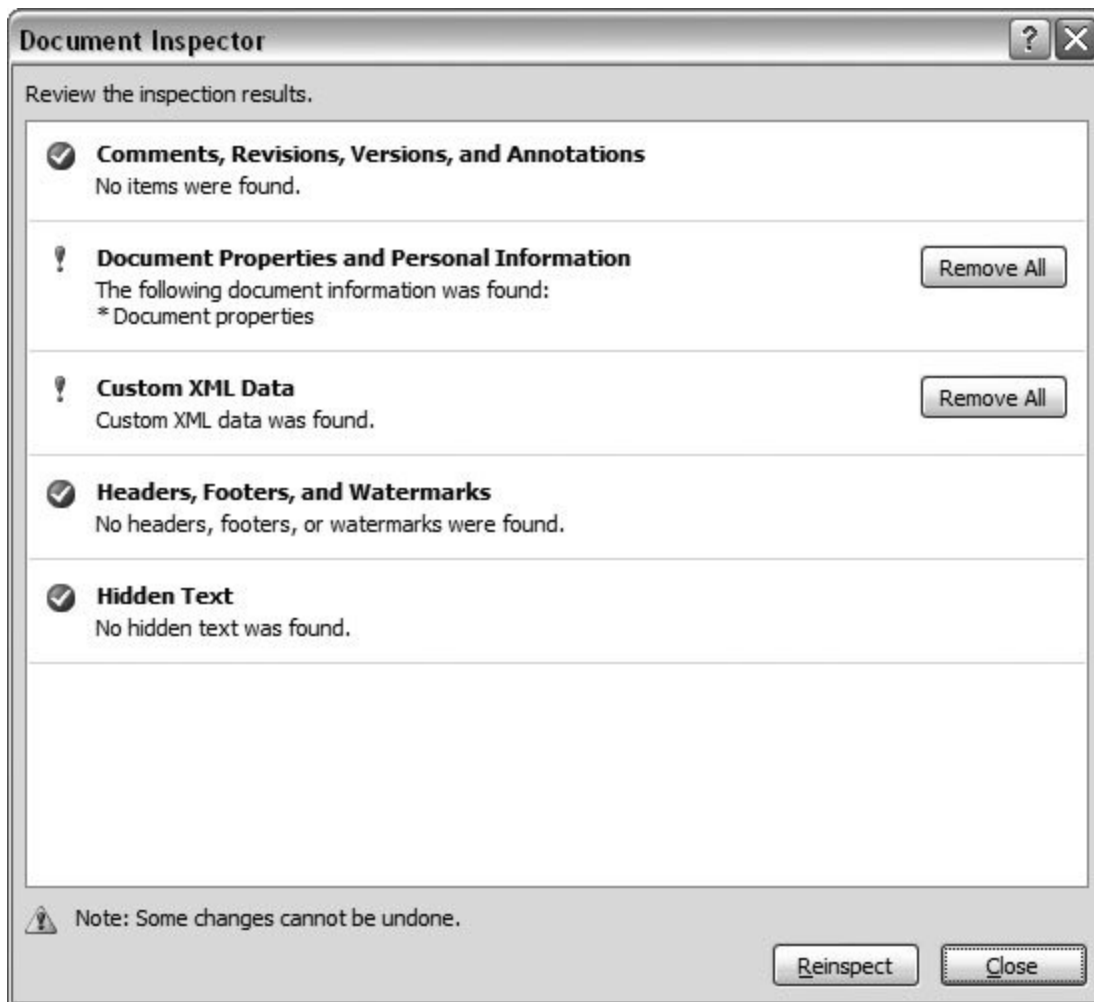 Document Inspector
?
Review the inspection results.
Comments, Revisions, Versions, and Annotations
No items were found.
Document Properties and Personal Information
Remove All
The following document information was found:
* Document properties
Custom XML Data
Remove All
Custom XML data was found.
Headers, Footers, and Watermarks
No headers, footers, or watermarks were found.
Hidden Text
No hidden text was found.
Note: Some changes cannot be undone.
Reinspect Close